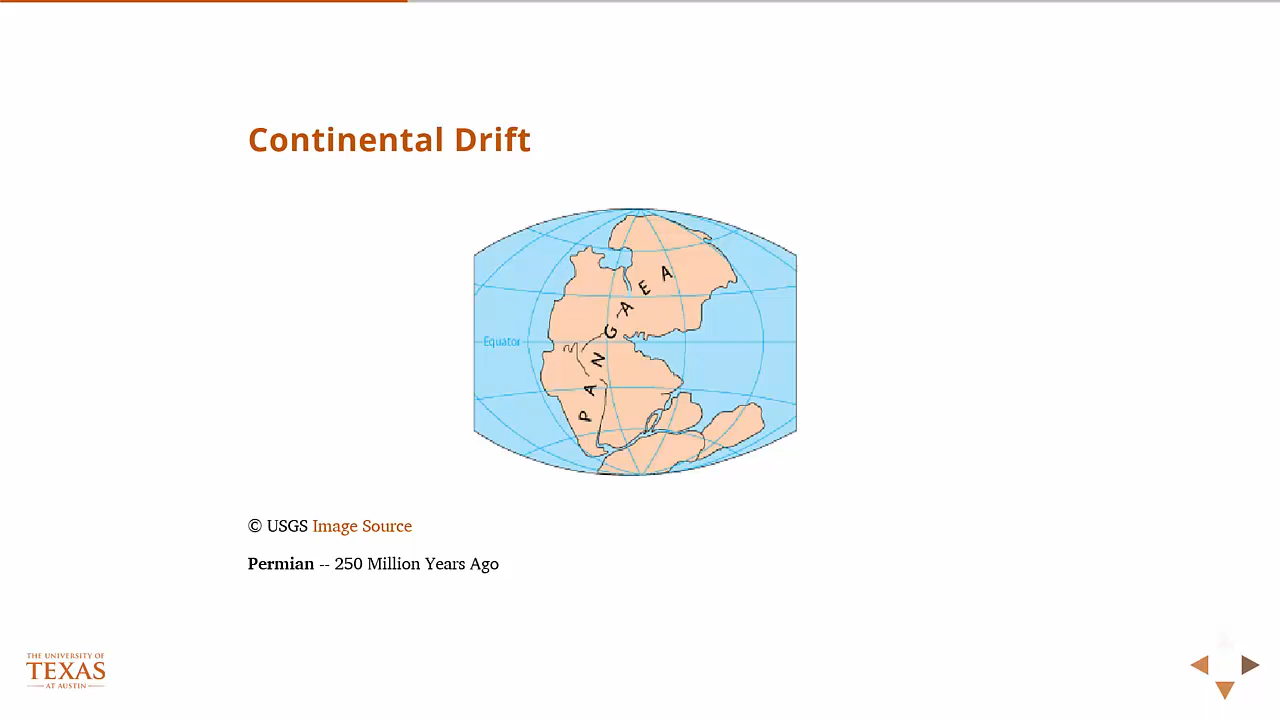 Continental Drift
PANGAEA
Equator
© USGS Image Source
Permian -- 250 Million Years Ago
THE UNIVERSITY OF
TEXAS
AT AUSTIN